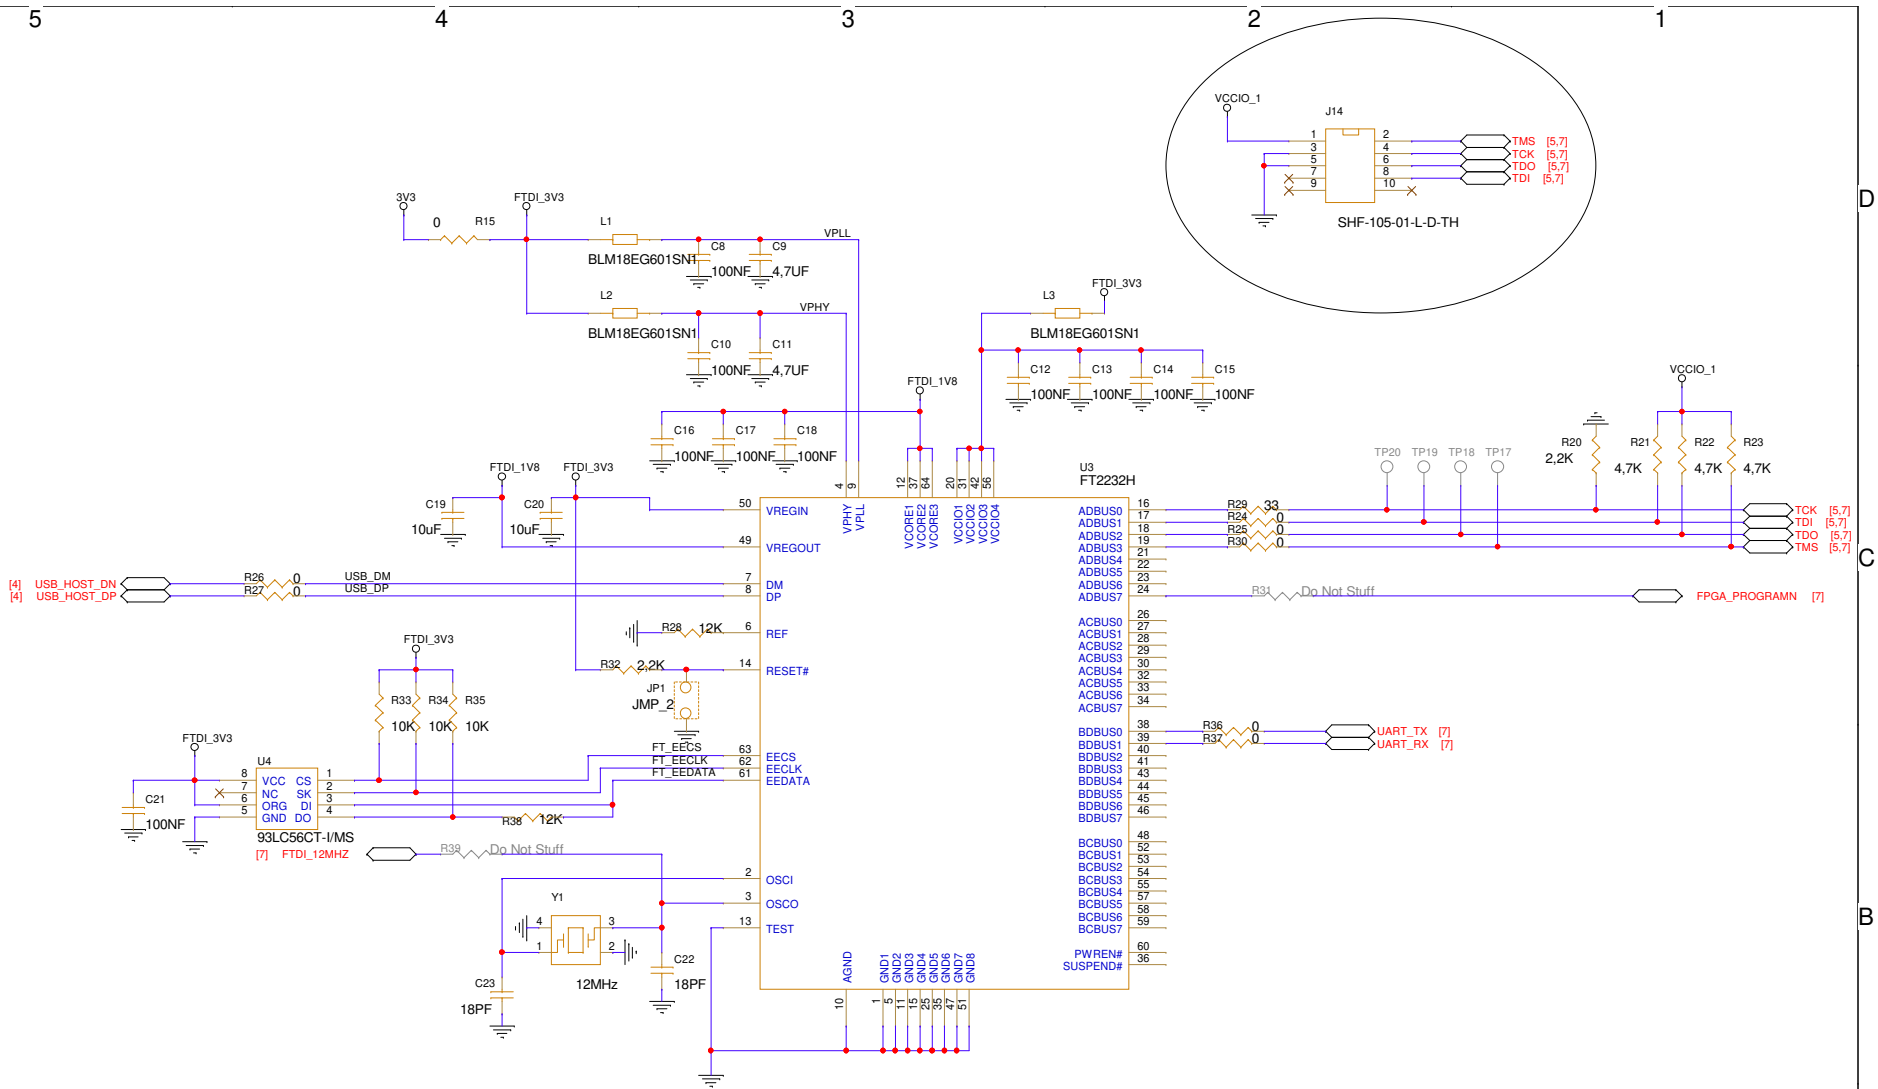 5 4 3 2 1
D
C
B
VCCIO_1
J14
1 2 TMS [5,7]
3 4 TCK [5,7]
5 6 TDO [5,7]
7 8 TDI [5,7]
9 10
SHF-105-01-L-D-TH
3V3
0 R15
FTDI_3V3
L1
BLM18EG601SN1
C8
100NF
C9
4,7UF
VPLL
L2
BLM18EG601SN1
C10
100NF
C11
4,7UF
VPHY
L3
FTDI_3V3
BLM18EG601SN1
C12
100NF
C13
100NF
C14
100NF
C15
100NF
FTDI_1V8
C16
100NF
C17
100NF
C18
100NF
VCCIO_1
R20
2,2K
R21
4,7K
R22
4,7K
R23
4,7K
TP20 TP19 TP18 TP17
FTDI_1V8
FTDI_3V3
C19
10uF
C20
10uF
U3
FT2232H
4 VPHY
9 VPLL
12 VCORE1
37 VCORE2
64 VCORE3
20 VCCIO1
31 VCCIO2
42 VCCIO3
56 VCCIO4
50 VREGIN
49 VREGOUT
7 DM
8 DP
6 REF
14 RESET#
63 EECS
62 EECLK
61 EEDATA
2 OSCI
3 OSCO
13 TEST
ADBUS0 16 R29 33 TCK [5,7]
ADBUS1 17 R24 0 TDI [5,7]
ADBUS2 18 R25 0 TDO [5,7]
ADBUS3 19 R30 0 TMS [5,7]
ADBUS4 21
ADBUS5 22
ADBUS6 23
ADBUS7 24 R31 Do Not Stuff FPGA_PROGRAMN [7]
ACBUS0 26
ACBUS1 27
ACBUS2 28
ACBUS3 29
ACBUS4 30
ACBUS5 32
ACBUS6 33
ACBUS7 34
BDBUS0 38 R36 0 UART_TX [7]
BDBUS1 39 R37 0 UART_RX [7]
BDBUS2 40
BDBUS3 41
BDBUS4 43
BDBUS5 44
BDBUS6 45
BDBUS7 46
BCBUS0 48
BCBUS1 52
BCBUS2 53
BCBUS3 54
BCBUS4 55
BCBUS5 57
BCBUS6 58
BCBUS7 59
PWREN# 60
SUSPEND# 36
AGND 10
GND1 1
GND2 5
GND3 11
GND4 15
GND5 25
GND6 35
GND7 47
GND8 51
[4] USB_HOST_DN R26 0 USB_DM
[4] USB_HOST_DP R27 0 USB_DP
R28 12K
R32 2,2K
JP1
JMP_2
FTDI_3V3
R33
10K
R34
10K
R35
10K
FT_EECS
FT_EECLK
FT_EEDATA
FTDI_3V3
U4
8 VCC CS 1
7 NC SK 2
6 ORG DI 3
5 GND DO 4
93LC56CT-I/MS
C21
100NF
R38 12K
[7] FTDI_12MHZ R39 Do Not Stuff
Y1
4 3
1 2
12MHz
C22
18PF
C23
18PF